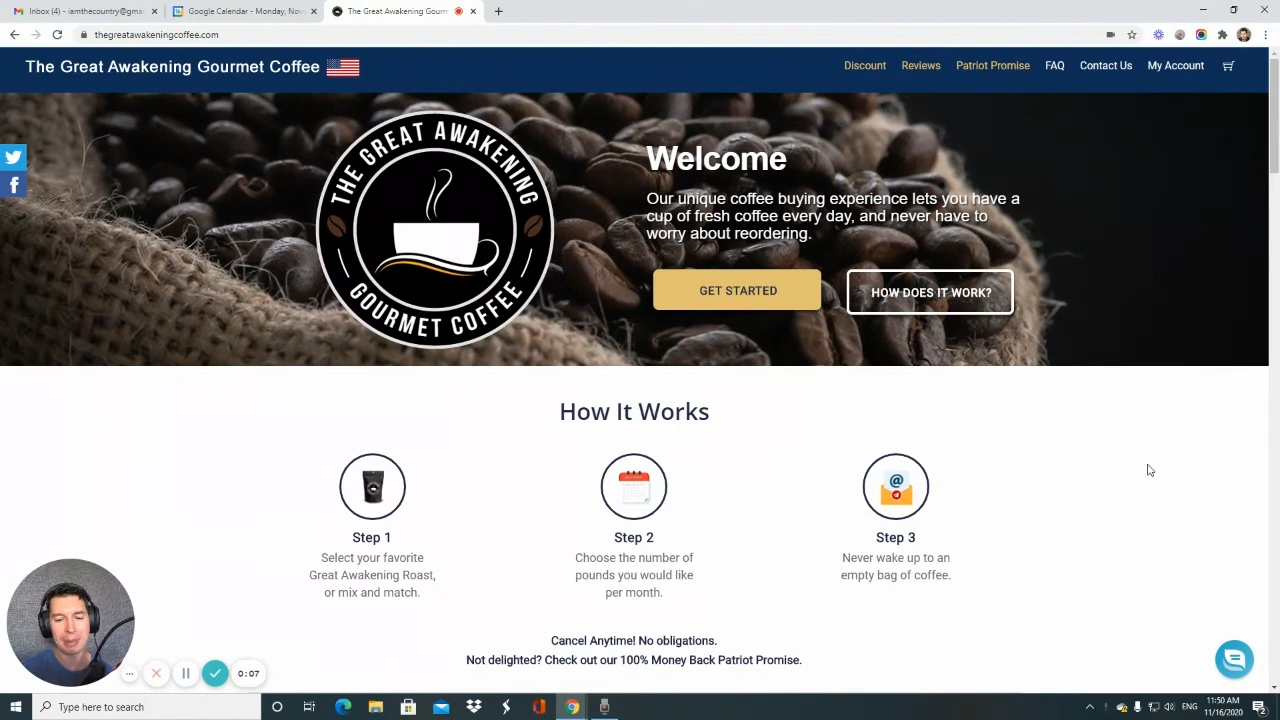 Inbox (1) - iamthecountry@gma
Google Calendar - Monday, Nov
The Great Awakening Gourm
thegreatawakeningcoffee.com
The Great Awakening Gourmet Coffee
Discount
Reviews
Patriot Promise
FAQ
Contact Us
My Account
THE GREAT AWAKENING
GOURMET COFFEE
Welcome
Our unique coffee buying experience lets you have a
cup of fresh coffee every day, and never have to
worry about reordering.
GET STARTED
HOW DOES IT WORK?
How It Works
Step 1
Select your favorite
Great Awakening Roast,
or mix and match.
Step 2
Choose the number of
pounds you would like
per month.
Step 3
Never wake up to an
empty bag of coffee.
Cancel Anytime! No obligations.
Not delighted? Check out our 100% Money Back Patriot Promise.
0:07
Type here to search
ENG
11:50 AM
11/16/2020
2